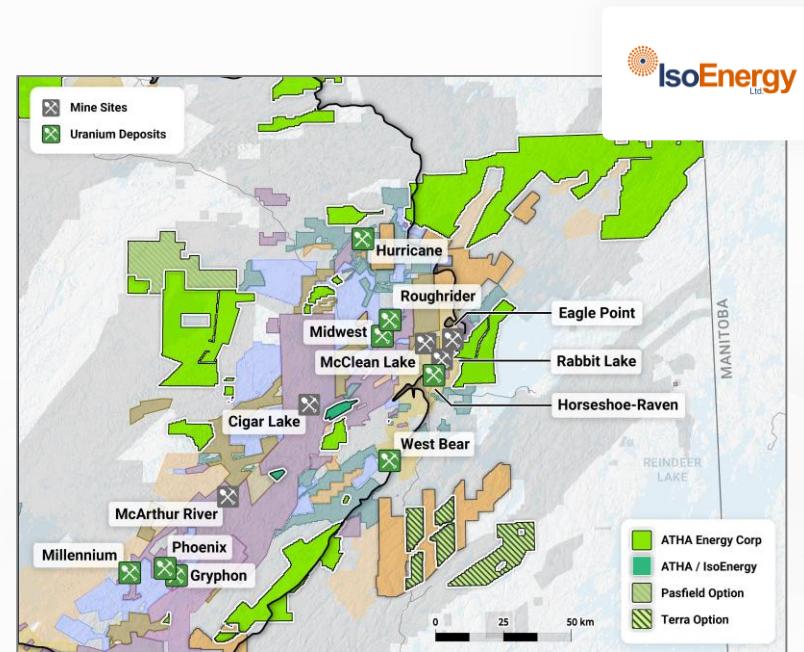 IsoEnergy
Ltd.
Mine Sites
Uranium Deposits
Hurricane
Roughrider
Eagle Point
Midwest
McClean Lake
Rabbit Lake
Horseshoe-Raven
Cigar Lake
West Bear
McArthur River
Millennium
Phoenix
Gryphon
MANITOBA
REINDEER
LAKE
ATHA Energy Corp
ATHA / IsoEnergy
Pasfield Option
Terra Option
0 25 50 km